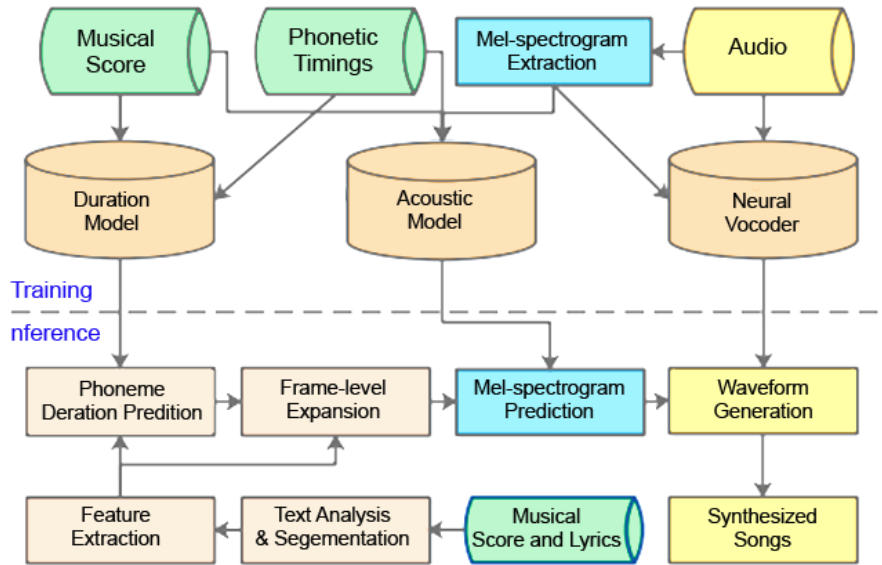 Musical
Score
Phonetic
Timings
Mel-spectrogram
Extraction
Audio
Duration
Model
Acoustic
Model
Neural
Vocoder
Training
nference
Phoneme
Deration Predition
Frame-level
Expansion
Mel-spectrogram
Prediction
Waveform
Generation
Feature
Extraction
Text Analysis
& Segementation
Musical
Score and Lyrics
Synthesized
Songs